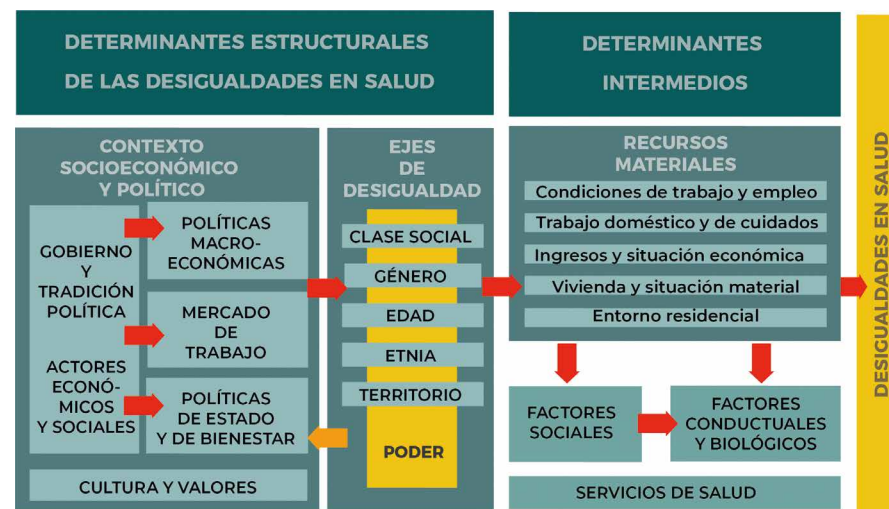 DETERMINANTES ESTRUCTURALES
DE LAS DESIGUALDADES EN SALUD
DETERMINANTES
INTERMEDIOS
CONTEXTO
SOCIOECONÓMICO
Y POLÍTICO
GOBIERNO
Y
TRADICIÓN
POLÍTICA
ACTORES
ECONÓ-
MICOS
Y SOCIALES
POLÍTICAS
MACRO-
ECONÓMICAS
MERCADO
DE
TRABAJO
POLÍTICAS
DE ESTADO
Y DE BIENESTAR
CULTURA Y VALORES
EJES
DE
DESIGUALDAD
CLASE SOCIAL
GÉNERO
EDAD
ETNIA
TERRITORIO
PODER
RECURSOS
MATERIALES
Condiciones de trabajo y empleo
Trabajo doméstico y de cuidados
Ingresos y situación económica
Vivienda y situación material
Entorno residencial
FACTORES
SOCIALES
FACTORES
CONDUCTUALES
Y BIOLÓGICOS
SERVICIOS DE SALUD
DESIGUALDADES EN SALUD